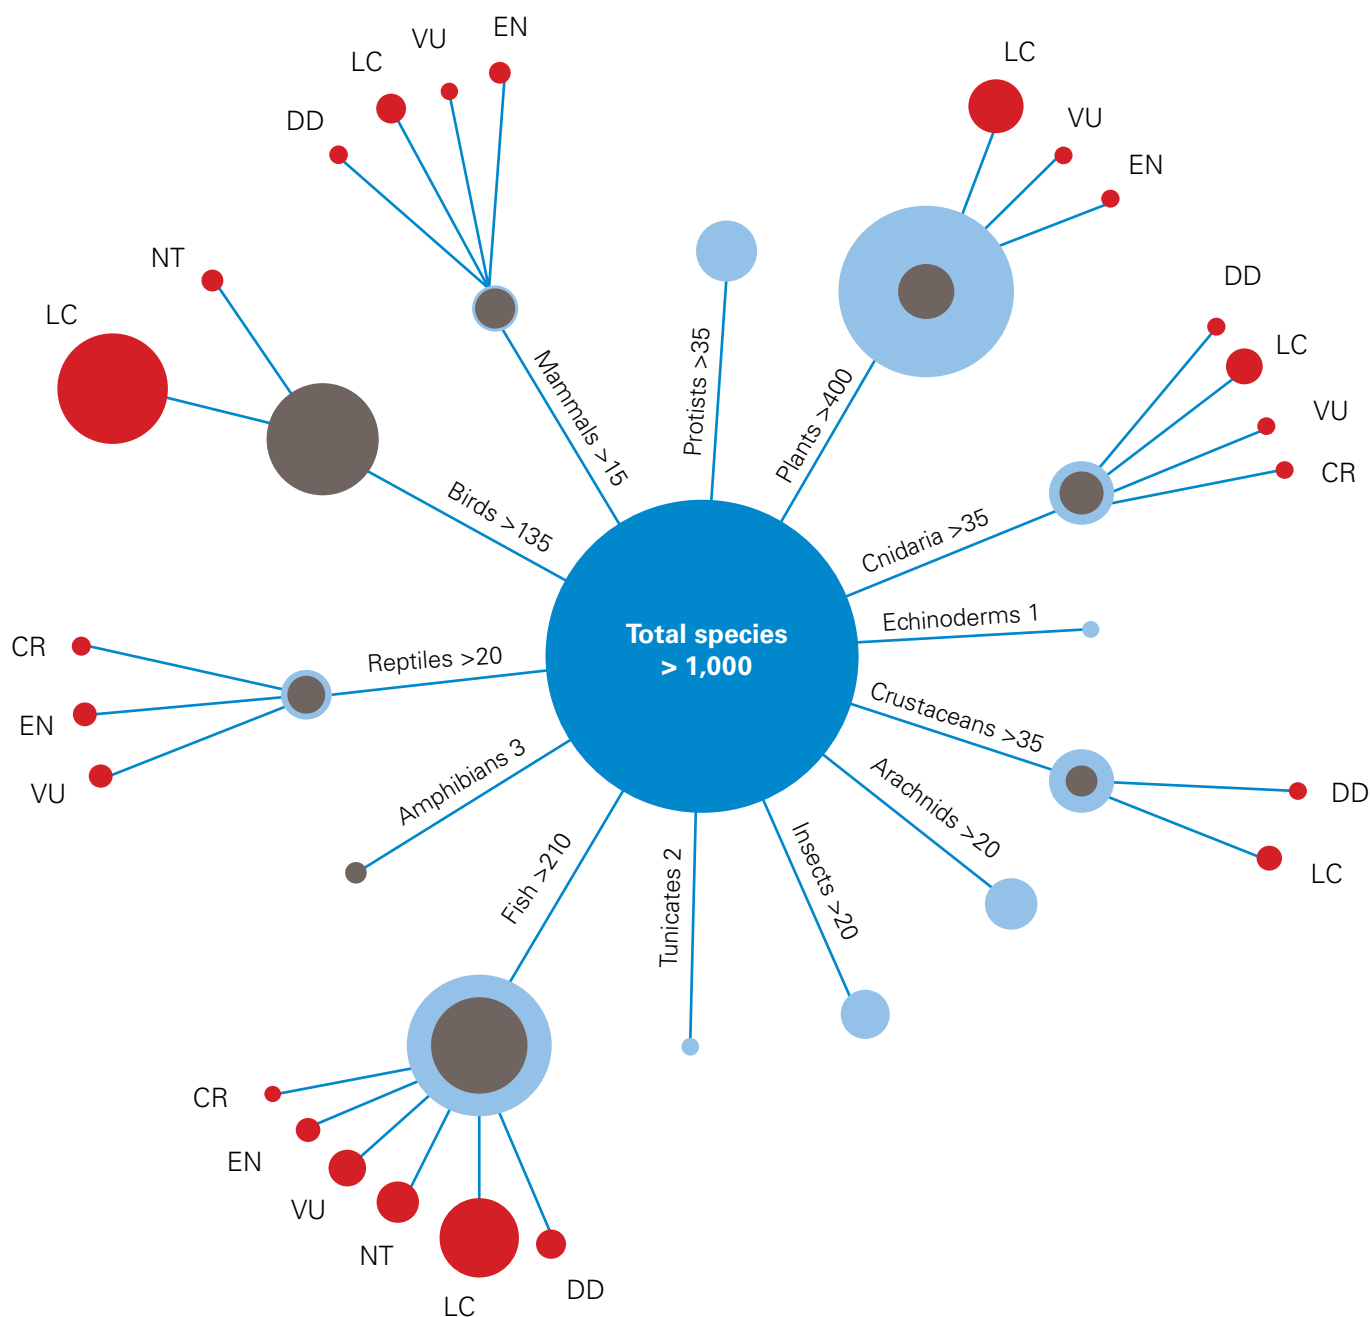 EN
VU
LC
DD
LC
VU
EN
NT
LC
DD
LC
VU
CR
Mammals >15
Protists >35
Plants >400
Birds >135
Cnidaria >35
Total species
> 1,000
Echinoderms 1
CR
EN
VU
Reptiles >20
Crustaceans >35
DD
LC
Amphibians 3
Arachnids >20
Fish >210
Tunicates 2
Insects >20
CR
EN
VU
NT
LC
DD